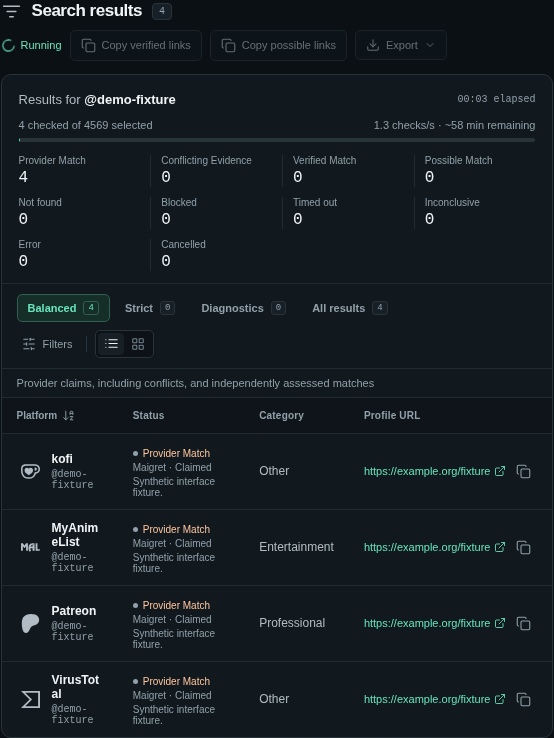 Search results 4
Running Copy verified links Copy possible links Export
Results for @demo-fixture 00:03 elapsed
4 checked of 4569 selected 1.3 checks/s · ~58 min remaining
Provider Match Conflicting Evidence Verified Match Possible Match
4 0 0 0
Not found Blocked Timed out Inconclusive
0 0 0 0
Error Cancelled
0 0
Balanced 4 Strict 0 Diagnostics 0 All results 4
Filters
Provider claims, including conflicts, and independently assessed matches
Platform Status Category Profile URL
kofi
@demo-
fixture
Provider Match
Maigret · Claimed
Synthetic interface
fixture.
Other
https://example.org/fixture
MAL
MyAnim
eList
@demo-
fixture
Provider Match
Maigret · Claimed
Synthetic interface
fixture.
Entertainment
https://example.org/fixture
Patreon
@demo-
fixture
Provider Match
Maigret · Claimed
Synthetic interface
fixture.
Professional
https://example.org/fixture
VirusTot
al
@demo-
fixture
Provider Match
Maigret · Claimed
Synthetic interface
fixture.
Other
https://example.org/fixture